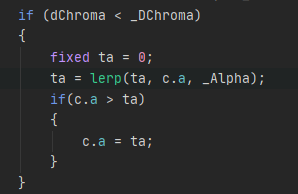 if (dChroma < _DChroma)
{
fixed ta = 0;
ta = lerp(ta, c.a, _Alpha);
if(c.a > ta)
{
c.a = ta;
}
}